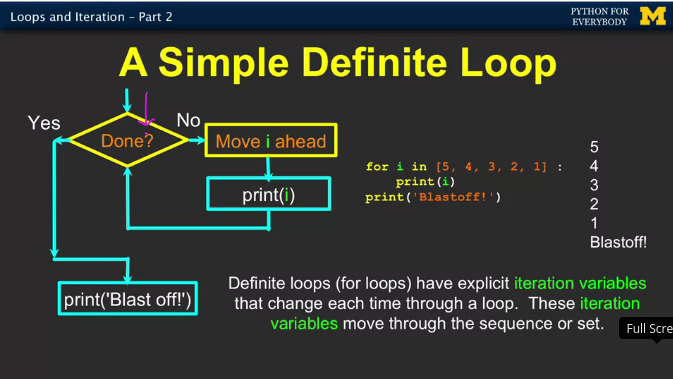 Loops and Iteration – Part 2
PYTHON FOR
EVERYBODY
M
A Simple Definite Loop
Yes
Done?
No
Move i ahead
print(i)
print('Blast off!')
for i in [5, 4, 3, 2, 1] :
    print(i)
print('Blastoff!')
5
4
3
2
1
Blastoff!
Definite loops (for loops) have explicit iteration variables
that change each time through a loop.  These iteration
variables move through the sequence or set.
Full Scre